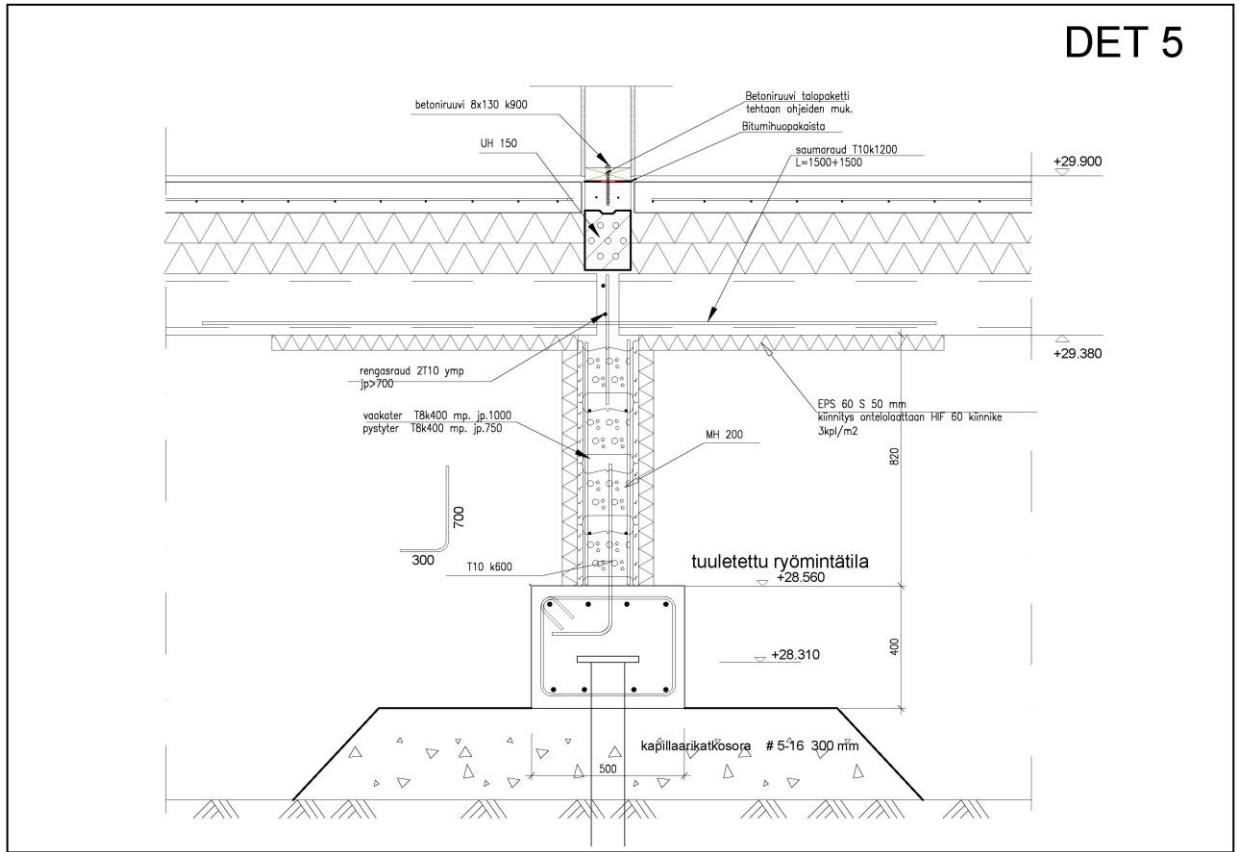 DET 5
betoniruuvi 8x130 k900
Betoniruuvi talopaketti
tehtaan ohjeiden muk.
Bitumihuopakaista
UH 150
saumaraud T10k1200
L=1500+1500
+29.900
+29.380
rengasraud 2T10 ymp
jp>700
vaakater T8k400 mp. jp.1000
pystyter T8k400 mp. jp.750
EPS 60 S 50 mm
kiinnitys ontelolaattaan HIF 60 kiinnike
3kpl/m2
MH 200
820
700
300
T10 k600
tuuletettu ryömintätila
+28.560
+28.310
400
kapillaarikatkosora # 5-16 300 mm
500